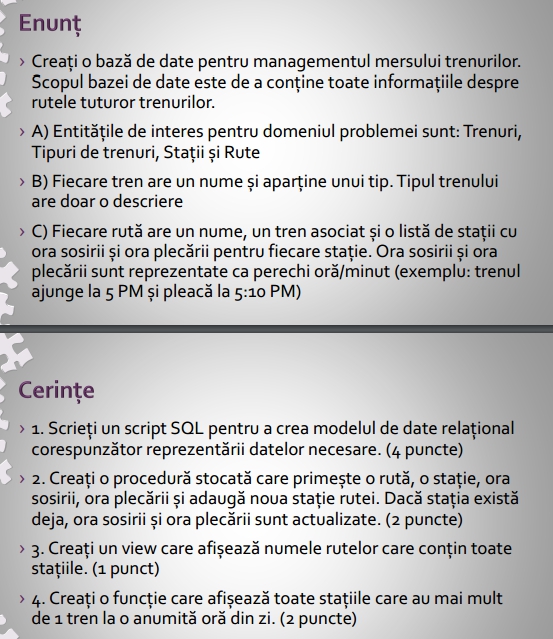 Enunț
› Creați o bază de date pentru managementul mersului trenurilor.
Scopul bazei de date este de a conține toate informațiile despre
rutele tuturor trenurilor.
› A) Entitățile de interes pentru domeniul problemei sunt: Trenuri,
Tipuri de trenuri, Stații și Rute
› B) Fiecare tren are un nume și aparține unui tip. Tipul trenului
are doar o descriere
› C) Fiecare rută are un nume, un tren asociat și o listă de stații cu
ora sosirii și ora plecării pentru fiecare stație. Ora sosirii și ora
plecării sunt reprezentate ca perechi oră/minut (exemplu: trenul
ajunge la 5 PM și pleacă la 5:10 PM)
Cerințe
› 1. Scrieți un script SQL pentru a crea modelul de date relațional
corespunzător reprezentării datelor necesare. (4 puncte)
› 2. Creați o procedură stocată care primește o rută, o stație, ora
sosirii, ora plecării și adaugă noua stație rutei. Dacă stația există
deja, ora sosirii și ora plecării sunt actualizate. (2 puncte)
› 3. Creați un view care afișează numele rutelor care conțin toate
stațiile. (1 punct)
› 4. Creați o funcție care afișează toate stațiile care au mai mult
de 1 tren la o anumită oră din zi. (2 puncte)